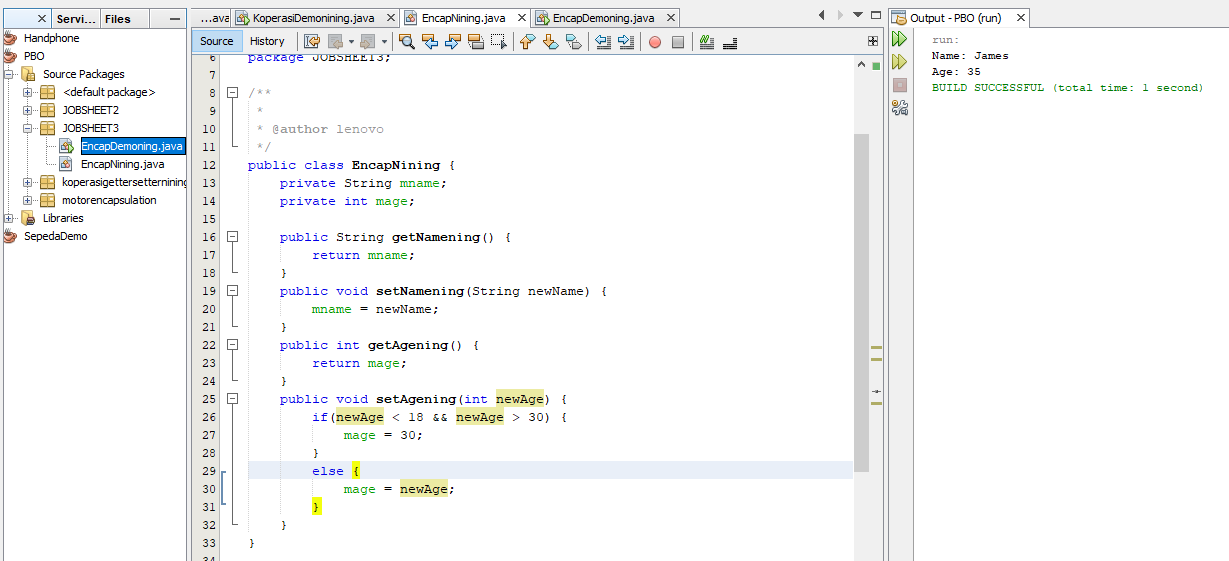 Servi... Files
Handphone
PBO
Source Packages
<default package>
JOBSHEET2
JOBSHEET3
EncapDemoning.java
EncapNining.java
koperasigettersetternining
motorencapsulation
Libraries
SepedaDemo
...ava KoperasiDemonining.java EncapNining.java EncapDemoning.java
Source History
6 package JOBSHEET3;
7
8 /**
9 *
10 * @author lenovo
11 */
12 public class EncapNining {
13 private String mname;
14 private int mage;
15
16 public String getNamening() {
17 return mname;
18 }
19 public void setNamening(String newName) {
20 mname = newName;
21 }
22 public int getAgening() {
23 return mage;
24 }
25 public void setAgening(int newAge) {
26 if(newAge < 18 && newAge > 30) {
27 mage = 30;
28 }
29 else {
30 mage = newAge;
31 }
32 }
33 }
34
Output - PBO (run)
run:
Name: James
Age: 35
BUILD SUCCESSFUL (total time: 1 second)